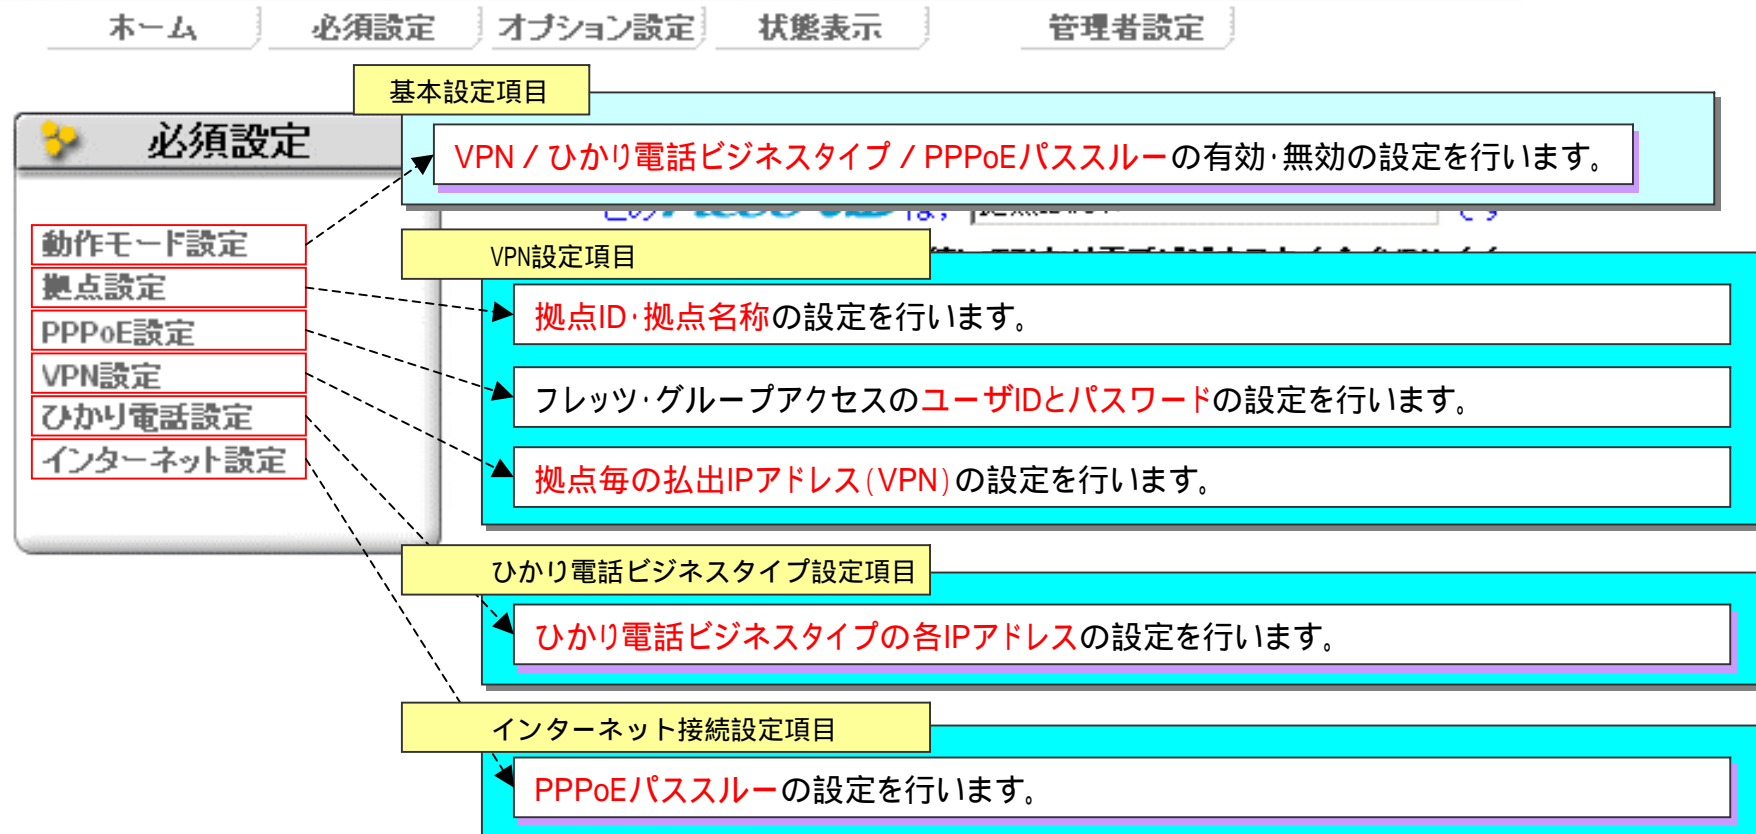 ホーム 必須設定 オプション設定 状態表示 管理者設定
基本設定項目
必須設定
VPN / ひかり電話ビジネスタイプ / PPPoEパススルーの有効・無効の設定を行います。
動作モード設定
拠点設定
PPPoE設定
VPN設定
ひかり電話設定
インターネット設定
VPN設定項目
拠点ID・拠点名称の設定を行います。
フレッツ・グループアクセスのユーザIDとパスワードの設定を行います。
拠点毎の払出IPアドレス(VPN)の設定を行います。
ひかり電話ビジネスタイプ設定項目
ひかり電話ビジネスタイプの各IPアドレスの設定を行います。
インターネット接続設定項目
PPPoEパススルーの設定を行います。